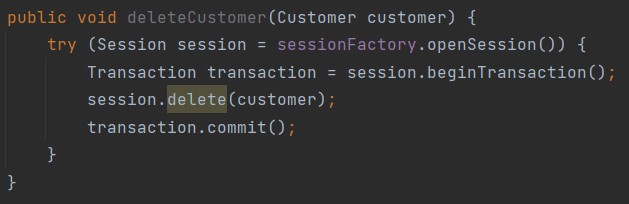 public void deleteCustomer(Customer customer) {
    try (Session session = sessionFactory.openSession()) {
        Transaction transaction = session.beginTransaction();
        session.delete(customer);
        transaction.commit();
    }
}